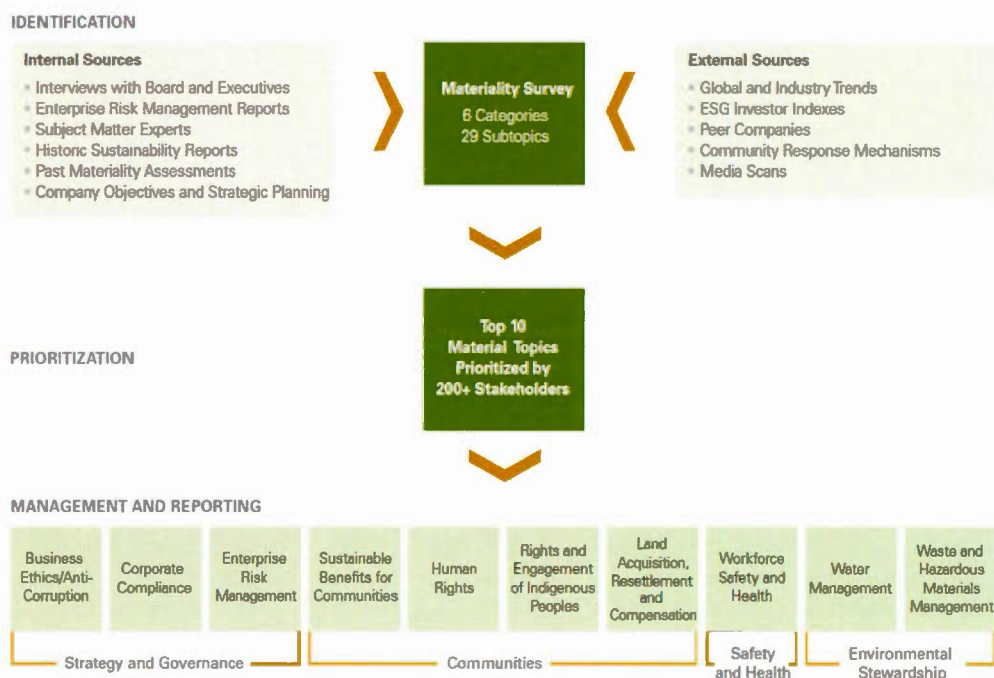 IDENTIFICATION
Internal Sources
Interviews with Board and Executives
Enterprise Risk Management Reports
Subject Matter Experts
Historic Sustainability Reports
Past Materiality Assessments
Company Objectives and Strategic Planning
Materiality Survey
6 Categories
29 Subtopics
External Sources
Global and Industry Trends
ESG Investor Indexes
Peer Companies
Community Response Mechanisms
Media Scans
PRIORITIZATION
Top 10
Material Topics
Prioritized by
200+ Stakeholders
MANAGEMENT AND REPORTING
Business
Ethics/Anti-
Corruption
Corporate
Compliance
Enterprise
Risk
Management
Sustainable
Benefits for
Communities
Human
Rights
Rights and
Engagement
of Indigenous
Peoples
Land
Acquisition,
Resettlement
and
Compensation
Workforce
Safety and
Health
Water
Management
Waste and
Hazardous
Materials
Management
Strategy and Governance
Communities
Safety
and Health
Environmental
Stewardship